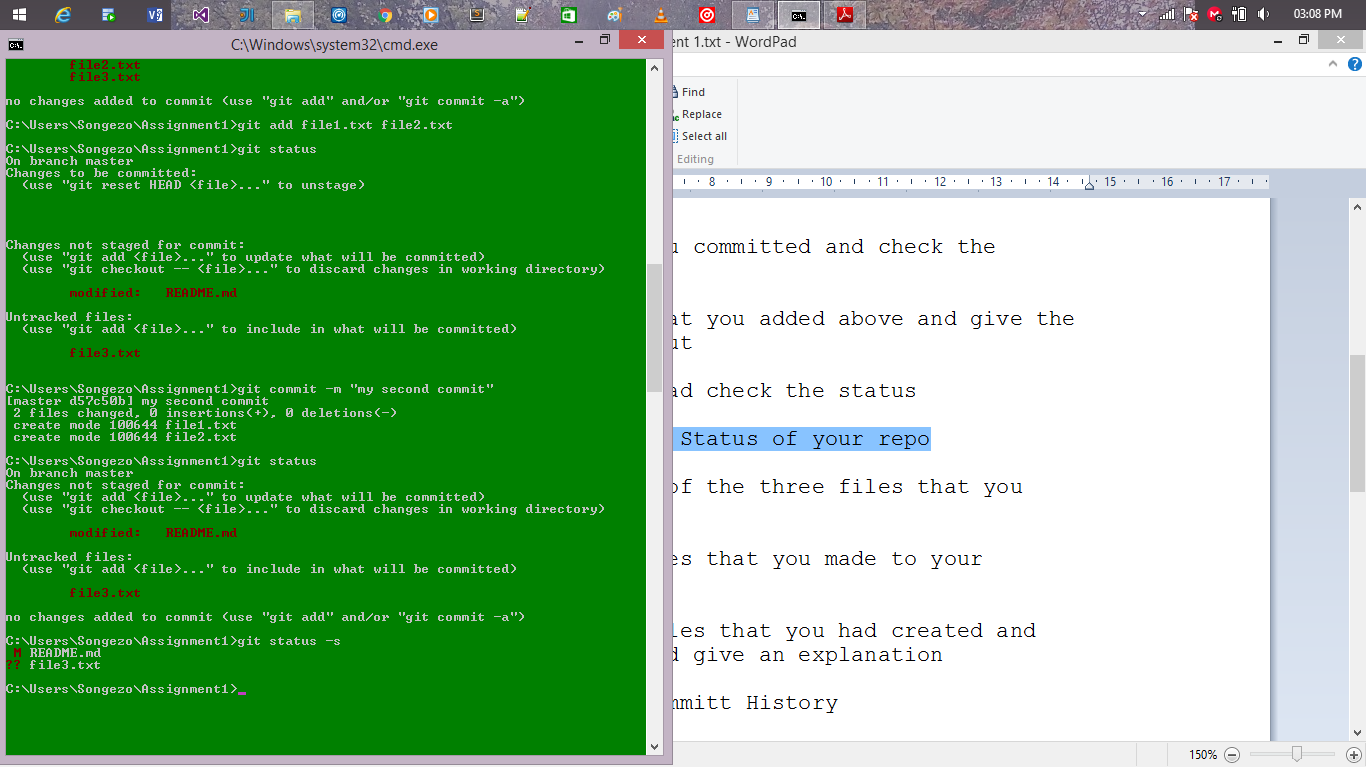 03:08 PM
C:\Windows\system32\cmd.exe
ent 1.txt - WordPad
file2.txt
file3.txt
no changes added to commit (use "git add" and/or "git commit -a")
C:\Users\Songezo\Assignment1>git add file1.txt file2.txt
C:\Users\Songezo\Assignment1>git status
On branch master
Changes to be committed:
(use "git reset HEAD <file>..." to unstage)
Changes not staged for commit:
(use "git add <file>..." to update what will be committed)
(use "git checkout -- <file>..." to discard changes in working directory)
modified: README.md
Untracked files:
(use "git add <file>..." to include in what will be committed)
file3.txt
C:\Users\Songezo\Assignment1>git commit -m "my second commit"
[master d57c50b] my second commit
2 files changed, 0 insertions(+), 0 deletions(-)
create mode 100644 file1.txt
create mode 100644 file2.txt
C:\Users\Songezo\Assignment1>git status
On branch master
Changes not staged for commit:
(use "git add <file>..." to update what will be committed)
(use "git checkout -- <file>..." to discard changes in working directory)
modified: README.md
Untracked files:
(use "git add <file>..." to include in what will be committed)
file3.txt
no changes added to commit (use "git add" and/or "git commit -a")
C:\Users\Songezo\Assignment1>git status -s
M README.md
?? file3.txt
C:\Users\Songezo\Assignment1>
Find
Replace
Select all
Editing
8 9 10 11 12 13 14 15 16 17
u committed and check the
at you added above and give the
ut
ad check the status
Status of your repo
of the three files that you
es that you made to your
les that you had created and
d give an explanation
mmitt History
150%